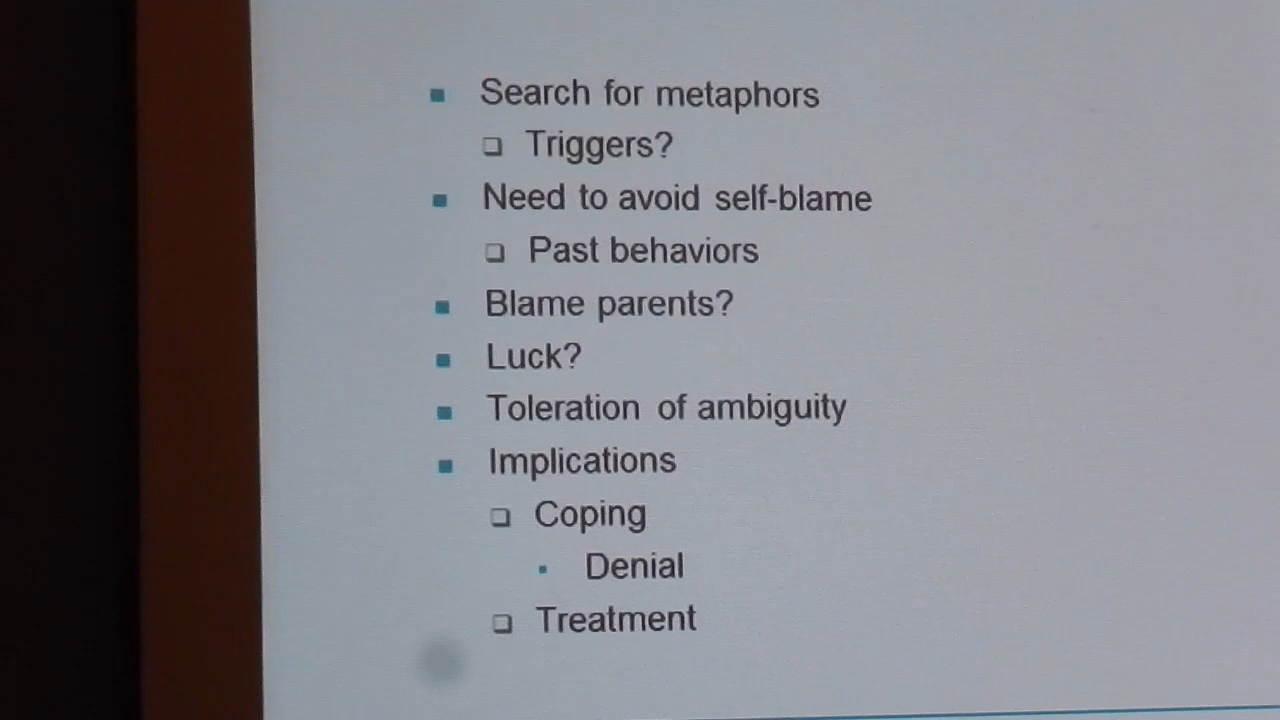 Search for metaphors
Triggers?
Need to avoid self-blame
Past behaviors
Blame parents?
Luck?
Toleration of ambiguity
Implications
Coping
Denial
Treatment